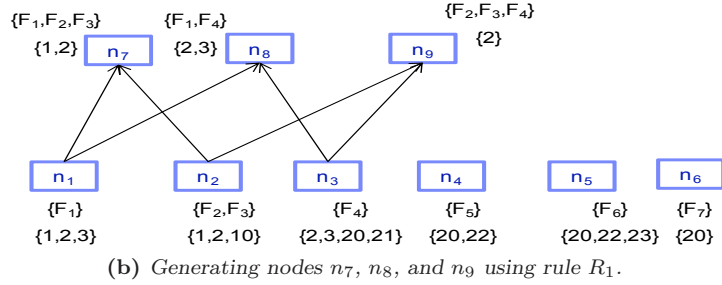 {F₁,F₂,F₃} {F₁,F₄} {F₂,F₃,F₄}
{1,2} n₇ {2,3} n₈ n₉ {2}
n₁ n₂ n₃ n₄ n₅ n₆
{F₁} {F₂,F₃} {F₄} {F₅} {F₆} {F₇}
{1,2,3} {1,2,10} {2,3,20,21} {20,22} {20,22,23} {20}
(b) Generating nodes n₇, n₈, and n₉ using rule R₁.